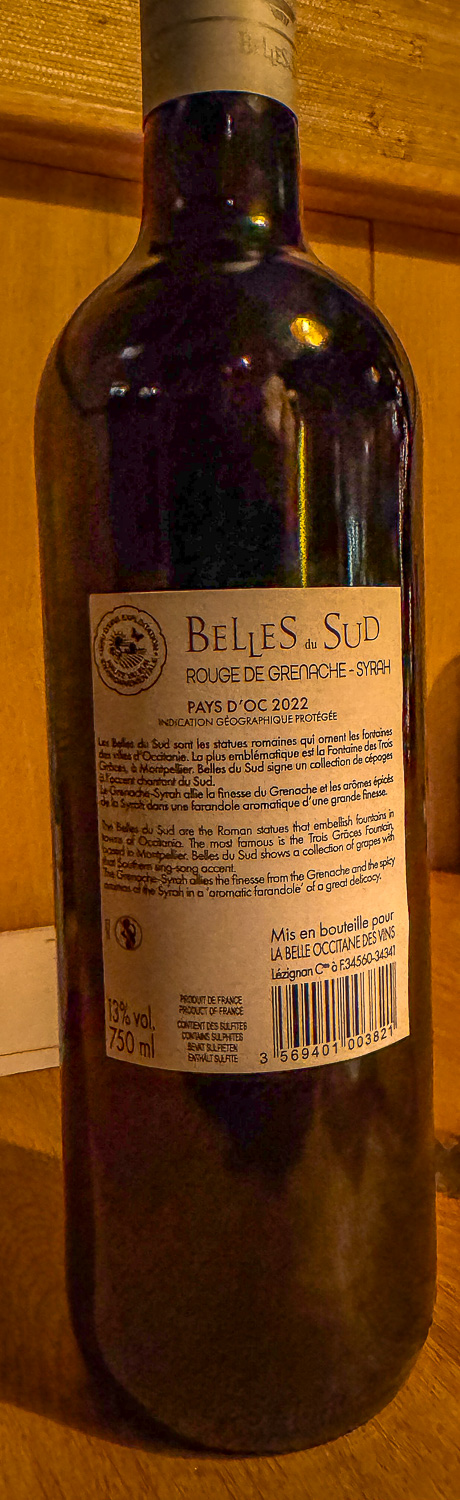 BELLES
BELLES du SUD
ROUGE DE GRENACHE - SYRAH
PAYS D'OC 2022
INDICATION GÉOGRAPHIQUE PROTÉGÉE
Les Belles du Sud sont les statues romaines qui ornent les fontaines
des villes d'Occitanie. La plus emblématique est la Fontaine des Trois
Grâces, à Montpellier. Belles du Sud signe un collection de cépages
à l'accent chantant du Sud.
Le Grenache-Syrah allie la finesse du Grenache et les arômes épicés
de la Syrah dans une farandole aromatique d'une grande finesse.
The Belles du Sud are the Roman statues that embellish fountains in
towns of Occitania. The most famous is the Trois Grâces Fountain,
based in Montpellier. Belles du Sud shows a collection of grapes with
that Southern sing-song accent.
The Grenache-Syrah allies the finesse from the Grenache and the spicy
aromas of the Syrah in a 'aromatic farandole' of a great delicacy.
Mis en bouteille pour
LA BELLE OCCITANE DES VINS
Lézignan Cère à F.34560-34341
13% vol.
750 ml
PRODUIT DE FRANCE
PRODUCT OF FRANCE
CONTIENT DES SULFITES
CONTAINS SULPHITES
BEVAT SULFIETEN
ENTHÄLT SULFITE
3 569401 003821